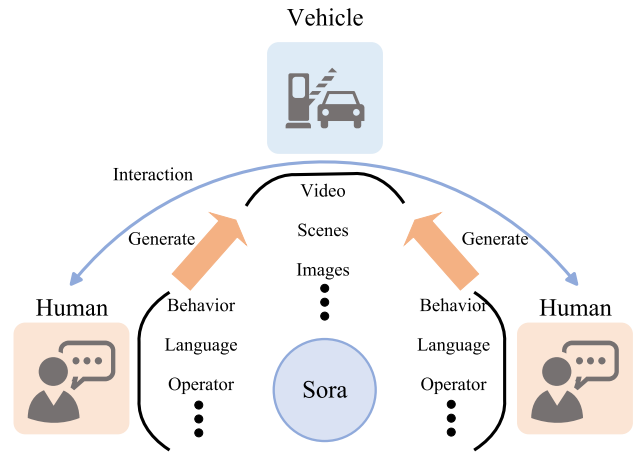 Vehicle
Interaction
Video
Generate
Scenes
Generate
Images
Human
Behavior
Behavior
Human
Language
Language
Operator
Sora
Operator